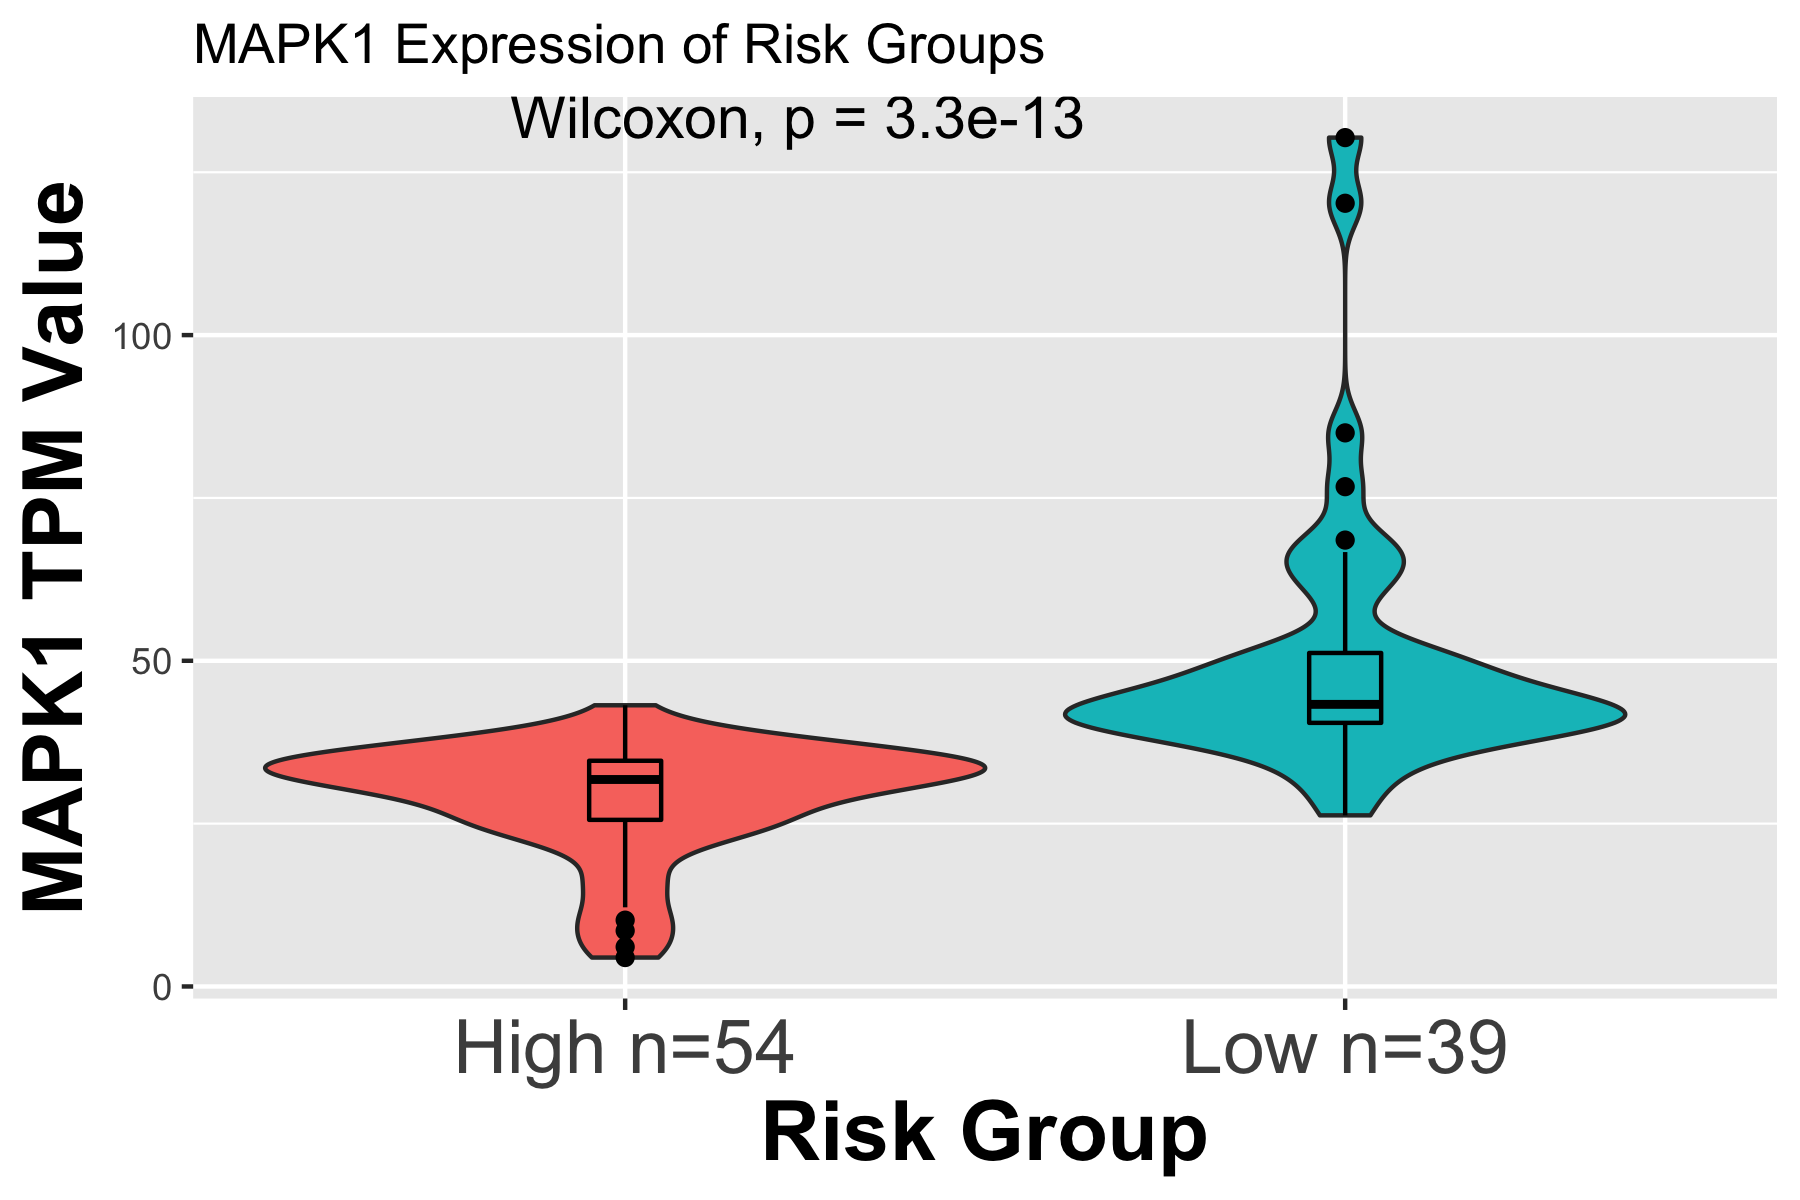 MAPK1 Expression of Risk Groups
Wilcoxon, p = 3.3e-13
MAPK1 TPM Value
100
50
0
High n=54
Low n=39
Risk Group